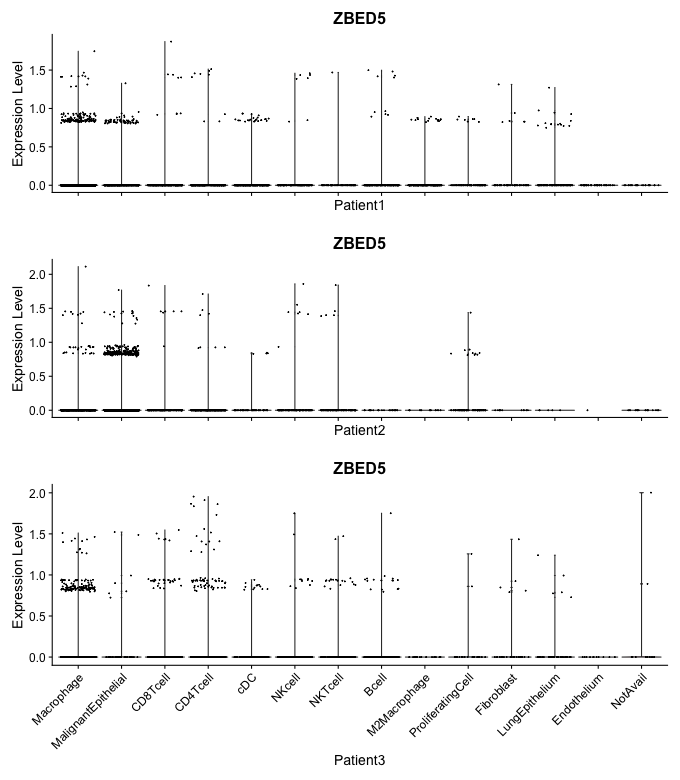 ZBED5
Expression Level
1.5
1.0
0.5
0.0
Patient1
ZBED5
Expression Level
2.0
1.5
1.0
0.5
0.0
Patient2
ZBED5
Expression Level
2.0
1.5
1.0
0.5
0.0
Macrophage MalignantEpithelial CD8Tcell CD4Tcell cDC NKcell NKTcell Bcell M2Macrophage ProliferatingCell Fibroblast LungEpithelium Endothelium NotAvail
Patient3